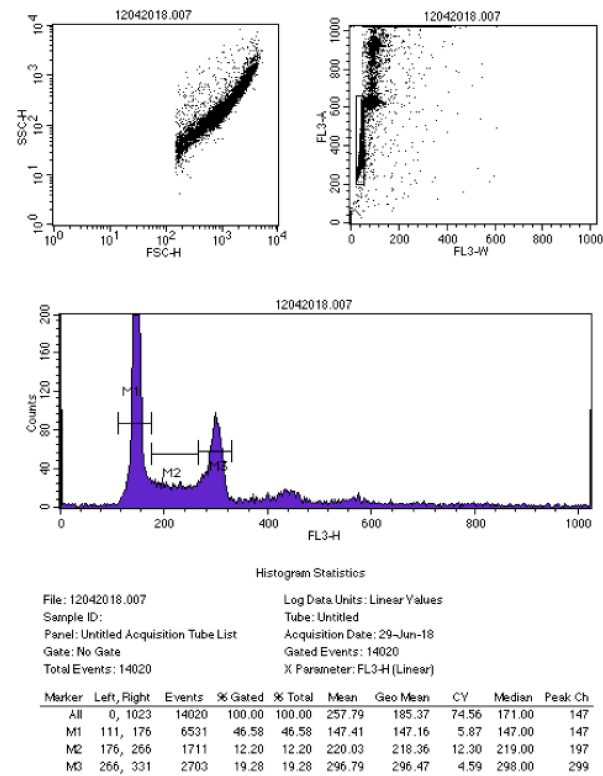 12042018.007
12042018.007
SSC-H
10^4
10^3
10^2
10^1
10^0
10^0 10^1 10^2 10^3 10^4
FSC-H
FL3-A
1000
800
600
400
200
0
0 200 400 600 800 1000
FL3-W
12042018.007
Counts
200
160
120
80
40
0
M1
M2
M3
0 200 400 600 800 1000
FL3-H
Histogram Statistics
File: 12042018.007 Log Data Units: Linear Values
Sample ID: Tube: Untitled
Panel: Untitled Acquisition Tube List Acquisition Date: 29-Jun-18
Gate: No Gate Gated Events: 14020
Total Events: 14020 X Parameter: FL3-H (Linear)
Marker Left, Right Events % Gated % Total Mean Geo Mean CV Median Peak Ch
All 0, 1023 14020 100.00 100.00 257.79 185.37 74.56 171.00 147
M1 111, 176 6531 46.58 46.58 147.41 147.16 5.87 147.00 147
M2 176, 266 1711 12.20 12.20 220.03 218.36 12.30 219.00 197
M3 266, 331 2703 19.28 19.28 296.79 296.47 4.59 298.00 299